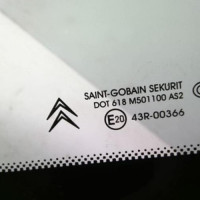 SAINT-GOBAIN SEKURIT
DOT 618 M501100 AS2
E20 43R-00366